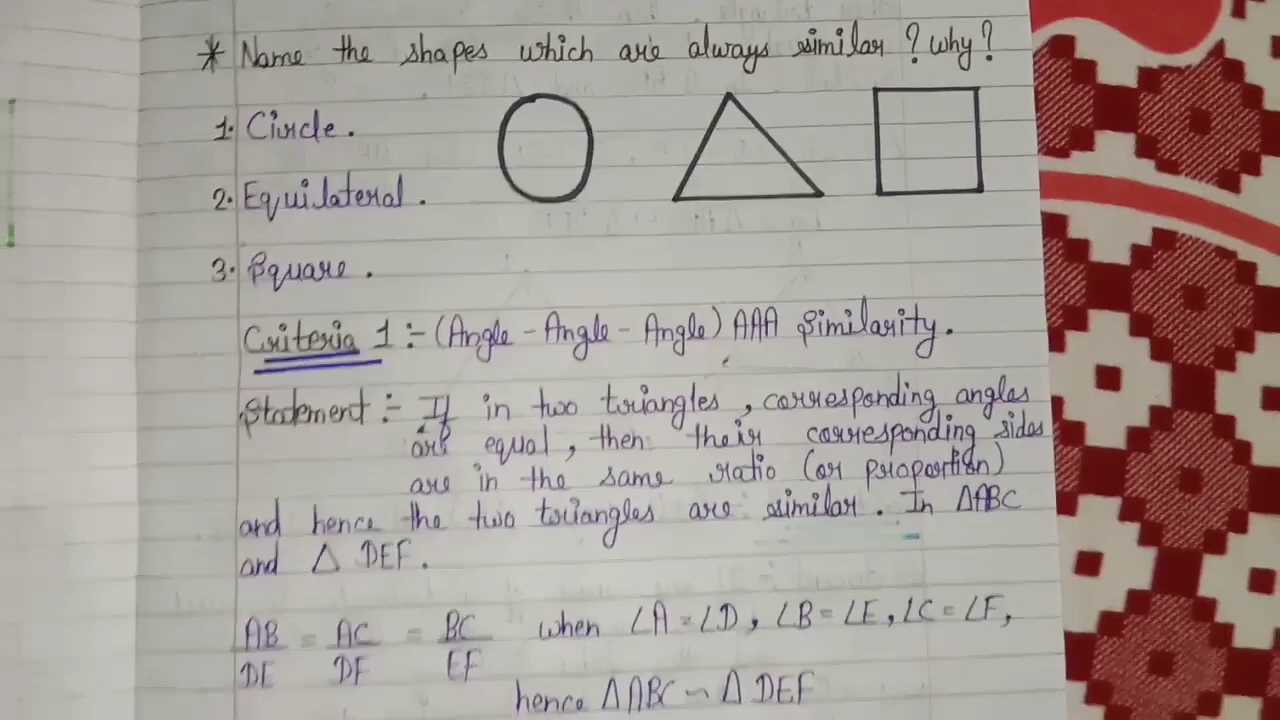 * Name the shapes which are always similar ? why ?
1. Circle.
2. Equilateral.
3. Square.
Criteria 1 :- (Angle - Angle - Angle) AAA Similarity.
Statement :- If in two triangles , corresponding angles
are equal , then their corresponding sides
are in the same ratio (or proportion)
and hence the two triangles are similar . In ΔABC
and Δ DEF.
AB/DE = AC/DF = BC/EF when ∠A = ∠D , ∠B = ∠E , ∠C = ∠F ,
hence ΔABC ~ Δ DEF